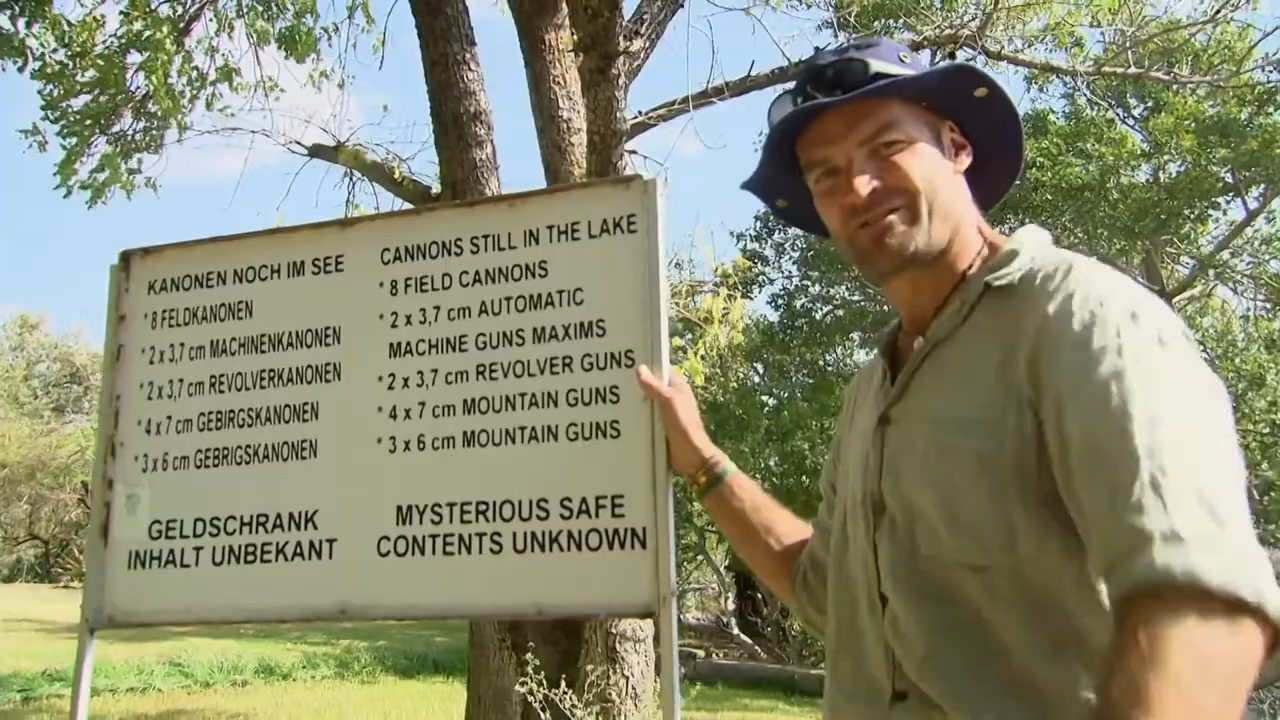 KANONEN NOCH IM SEE
* 8 FELDKANONEN
* 2 x 3,7 cm MACHINENKANONEN
* 2 x 3,7 cm REVOLVERKANONEN
* 4 x 7 cm GEBIRGSKANONEN
* 3 x 6 cm GEBRIGSKANONEN
GELDSCHRANK
INHALT UNBEKANT
CANNONS STILL IN THE LAKE
* 8 FIELD CANNONS
* 2 x 3,7 cm AUTOMATIC
MACHINE GUNS MAXIMS
* 2 x 3,7 cm REVOLVER GUNS
* 4 x 7 cm MOUNTAIN GUNS
* 3 x 6 cm MOUNTAIN GUNS
MYSTERIOUS SAFE
CONTENTS UNKNOWN